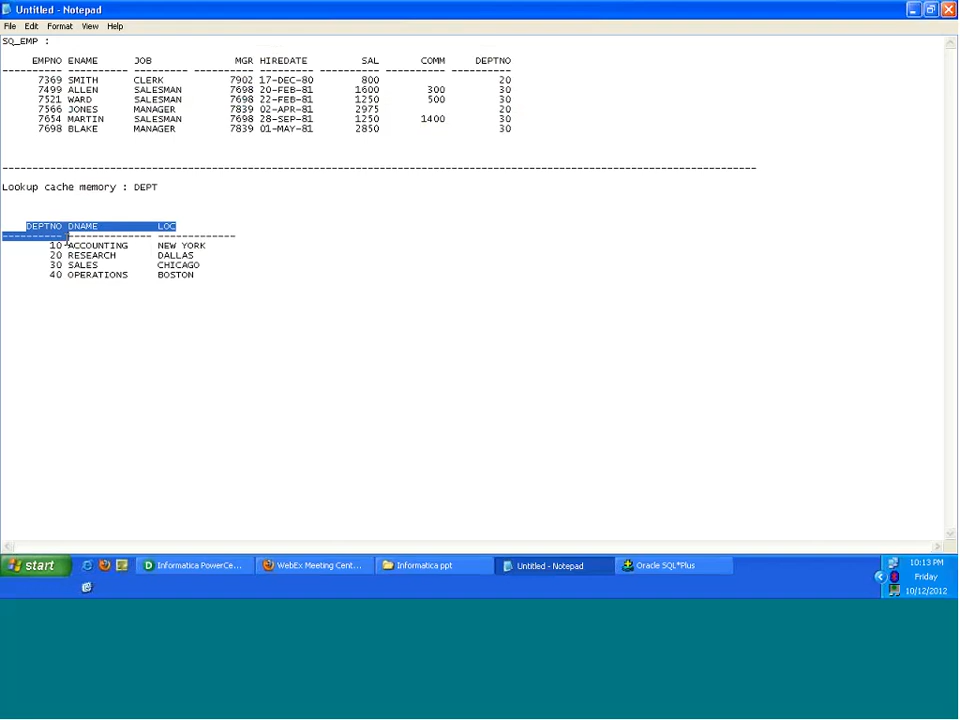 Untitled - Notepad
File Edit Format View Help
SQ_EMP :
EMPNO ENAME JOB MGR HIREDATE SAL COMM DEPTNO
---------- ---------- --------- ---------- --------- ---------- ---------- ----------
7369 SMITH CLERK 7902 17-DEC-80 800 20
7499 ALLEN SALESMAN 7698 20-FEB-81 1600 300 30
7521 WARD SALESMAN 7698 22-FEB-81 1250 500 30
7566 JONES MANAGER 7839 02-APR-81 2975 20
7654 MARTIN SALESMAN 7698 28-SEP-81 1250 1400 30
7698 BLAKE MANAGER 7839 01-MAY-81 2850 30
------------------------------------------------------------------------------------------------------------------------------
Lookup cache memory : DEPT
DEPTNO DNAME LOC
---------- -------------- -------------
10 ACCOUNTING NEW YORK
20 RESEARCH DALLAS
30 SALES CHICAGO
40 OPERATIONS BOSTON
start Informatica PowerCe... WebEx Meeting Cent... Informatica ppt Untitled - Notepad Oracle SQL*Plus 10:13 PM
Friday
10/12/2012